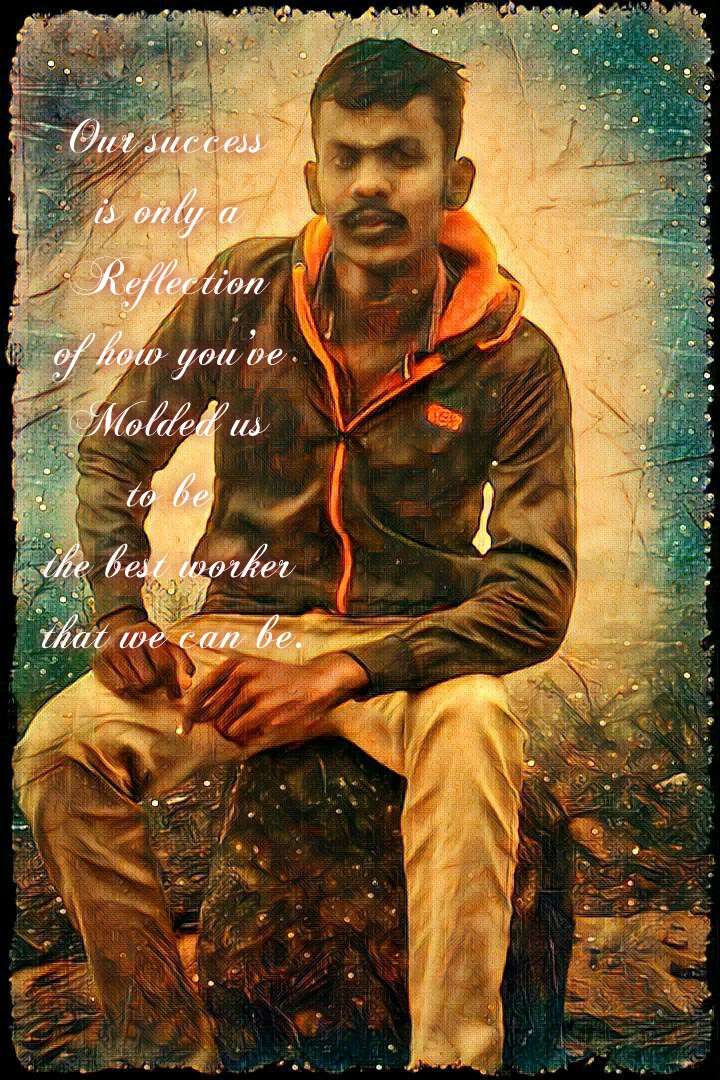 Our success
is only a
Reflection
of how you've
Molded us
to be
the best worker
that we can be.